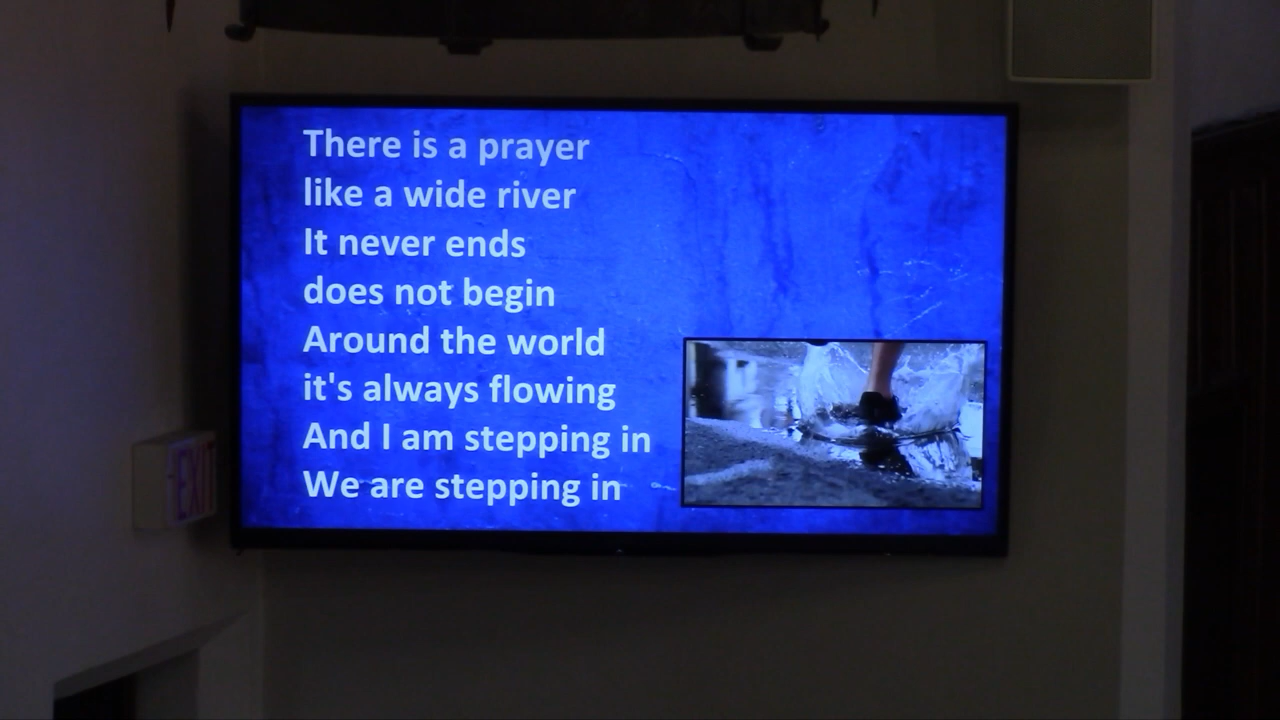 There is a prayer
like a wide river
It never ends
does not begin
Around the world
it's always flowing
And I am stepping in
We are stepping in
EXIT